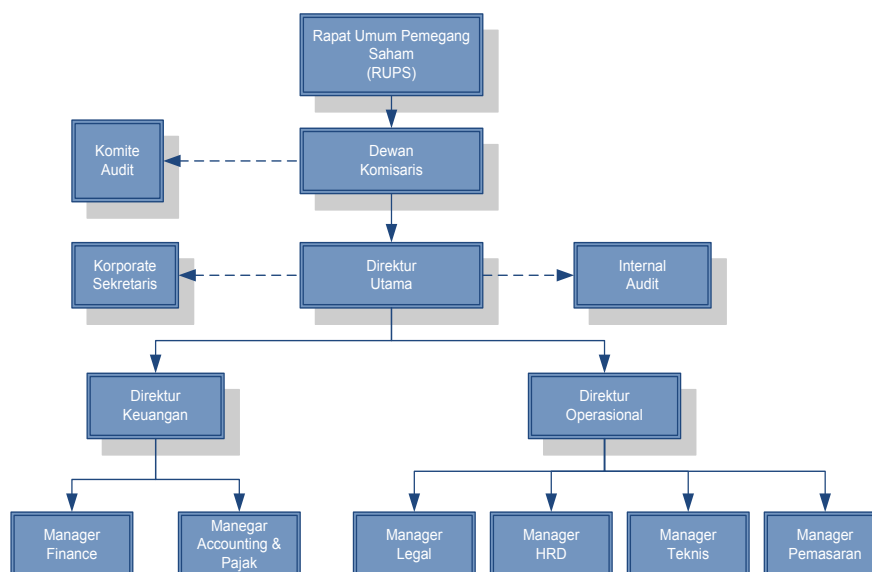 Rapat Umum Pemegang
Saham
(RUPS)
Komite
Audit
Dewan
Komisaris
Korporate
Sekretaris
Direktur
Utama
Internal
Audit
Direktur
Keuangan
Direktur
Operasional
Manager
Finance
Manegar
Accounting &
Pajak
Manager
Legal
Manager
HRD
Manager
Teknis
Manager
Pemasaran